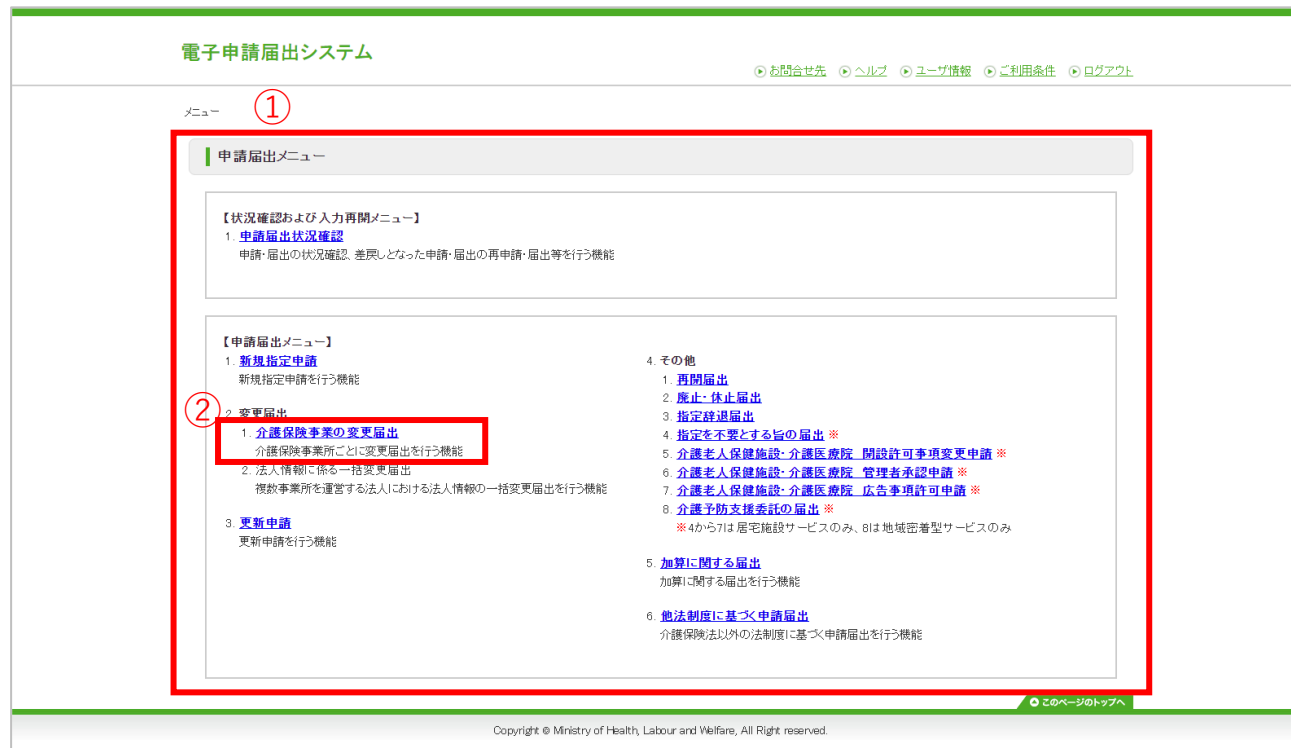 電子申請届出システム
お問合せ先 ヘルプ ユーザ情報 ご利用条件 ログアウト
メニュー
①
申請届出メニュー
【状況確認および入力再開メニュー】
1. 申請届出状況確認
申請・届出の状況確認、差戻しとなった申請・届出の再申請・届出等を行う機能
【申請届出メニュー】
1. 新規指定申請
新規指定申請を行う機能
②
2. 変更届出
1. 介護保険事業の変更届出
介護保険事業所ごとに変更届出を行う機能
2. 法人情報に係る一括変更届出
複数事業所を運営する法人における法人情報の一括変更届出を行う機能
3. 更新申請
更新申請を行う機能
4. その他
1. 再開届出
2. 廃止・休止届出
3. 指定辞退届出
4. 指定を不要とする旨の届出 ※
5. 介護老人保健施設・介護医療院 開設許可事項変更申請 ※
6. 介護老人保健施設・介護医療院 管理者承認申請 ※
7. 介護老人保健施設・介護医療院 広告事項許可申請 ※
8. 介護予防支援委託の届出 ※
※4から7は居宅施設サービスのみ、8は地域密着型サービスのみ
5. 加算に関する届出
加算に関する届出を行う機能
6. 他法制度に基づく申請届出
介護保険法以外の法制度に基づく申請届出を行う機能
このページのトップへ
Copyright © Ministry of Health, Labour and Welfare, All Right reserved.